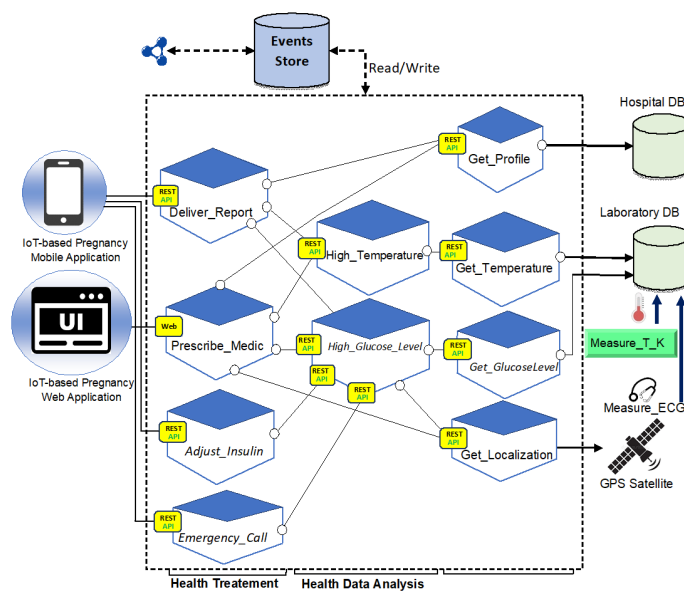 Events
Store
Read/Write
Hospital DB
REST
API
Get_Profile
REST
API
Deliver_Report
IoT-based Pregnancy
Mobile Application
Laboratory DB
REST
API
High_Temperature
REST
API
Get_Temperature
UI
Web
Prescribe_Medic
REST
API
High_Glucose_Level
REST
API
Get_GlucoseLevel
Measure_T_K
IoT-based Pregnancy
Web Application
REST
API
REST
API
Measure_ECG
REST
API
Adjust_Insulin
REST
API
Get_Localization
GPS Satellite
REST
API
Emergency_Call
Health Treatement
Health Data Analysis